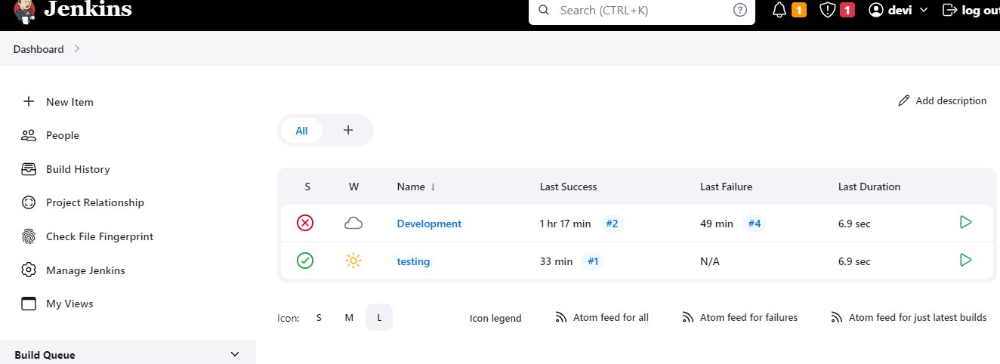 Jenkins
Search (CTRL+K)
1
1
devi
log out
Dashboard
New Item
People
Build History
Project Relationship
Check File Fingerprint
Manage Jenkins
My Views
Build Queue
Add description
All +
S W Name ↓ Last Success Last Failure Last Duration
Development 1 hr 17 min #2 49 min #4 6.9 sec
testing 33 min #1 N/A 6.9 sec
Icon: S M L
Icon legend
Atom feed for all
Atom feed for failures
Atom feed for just latest builds